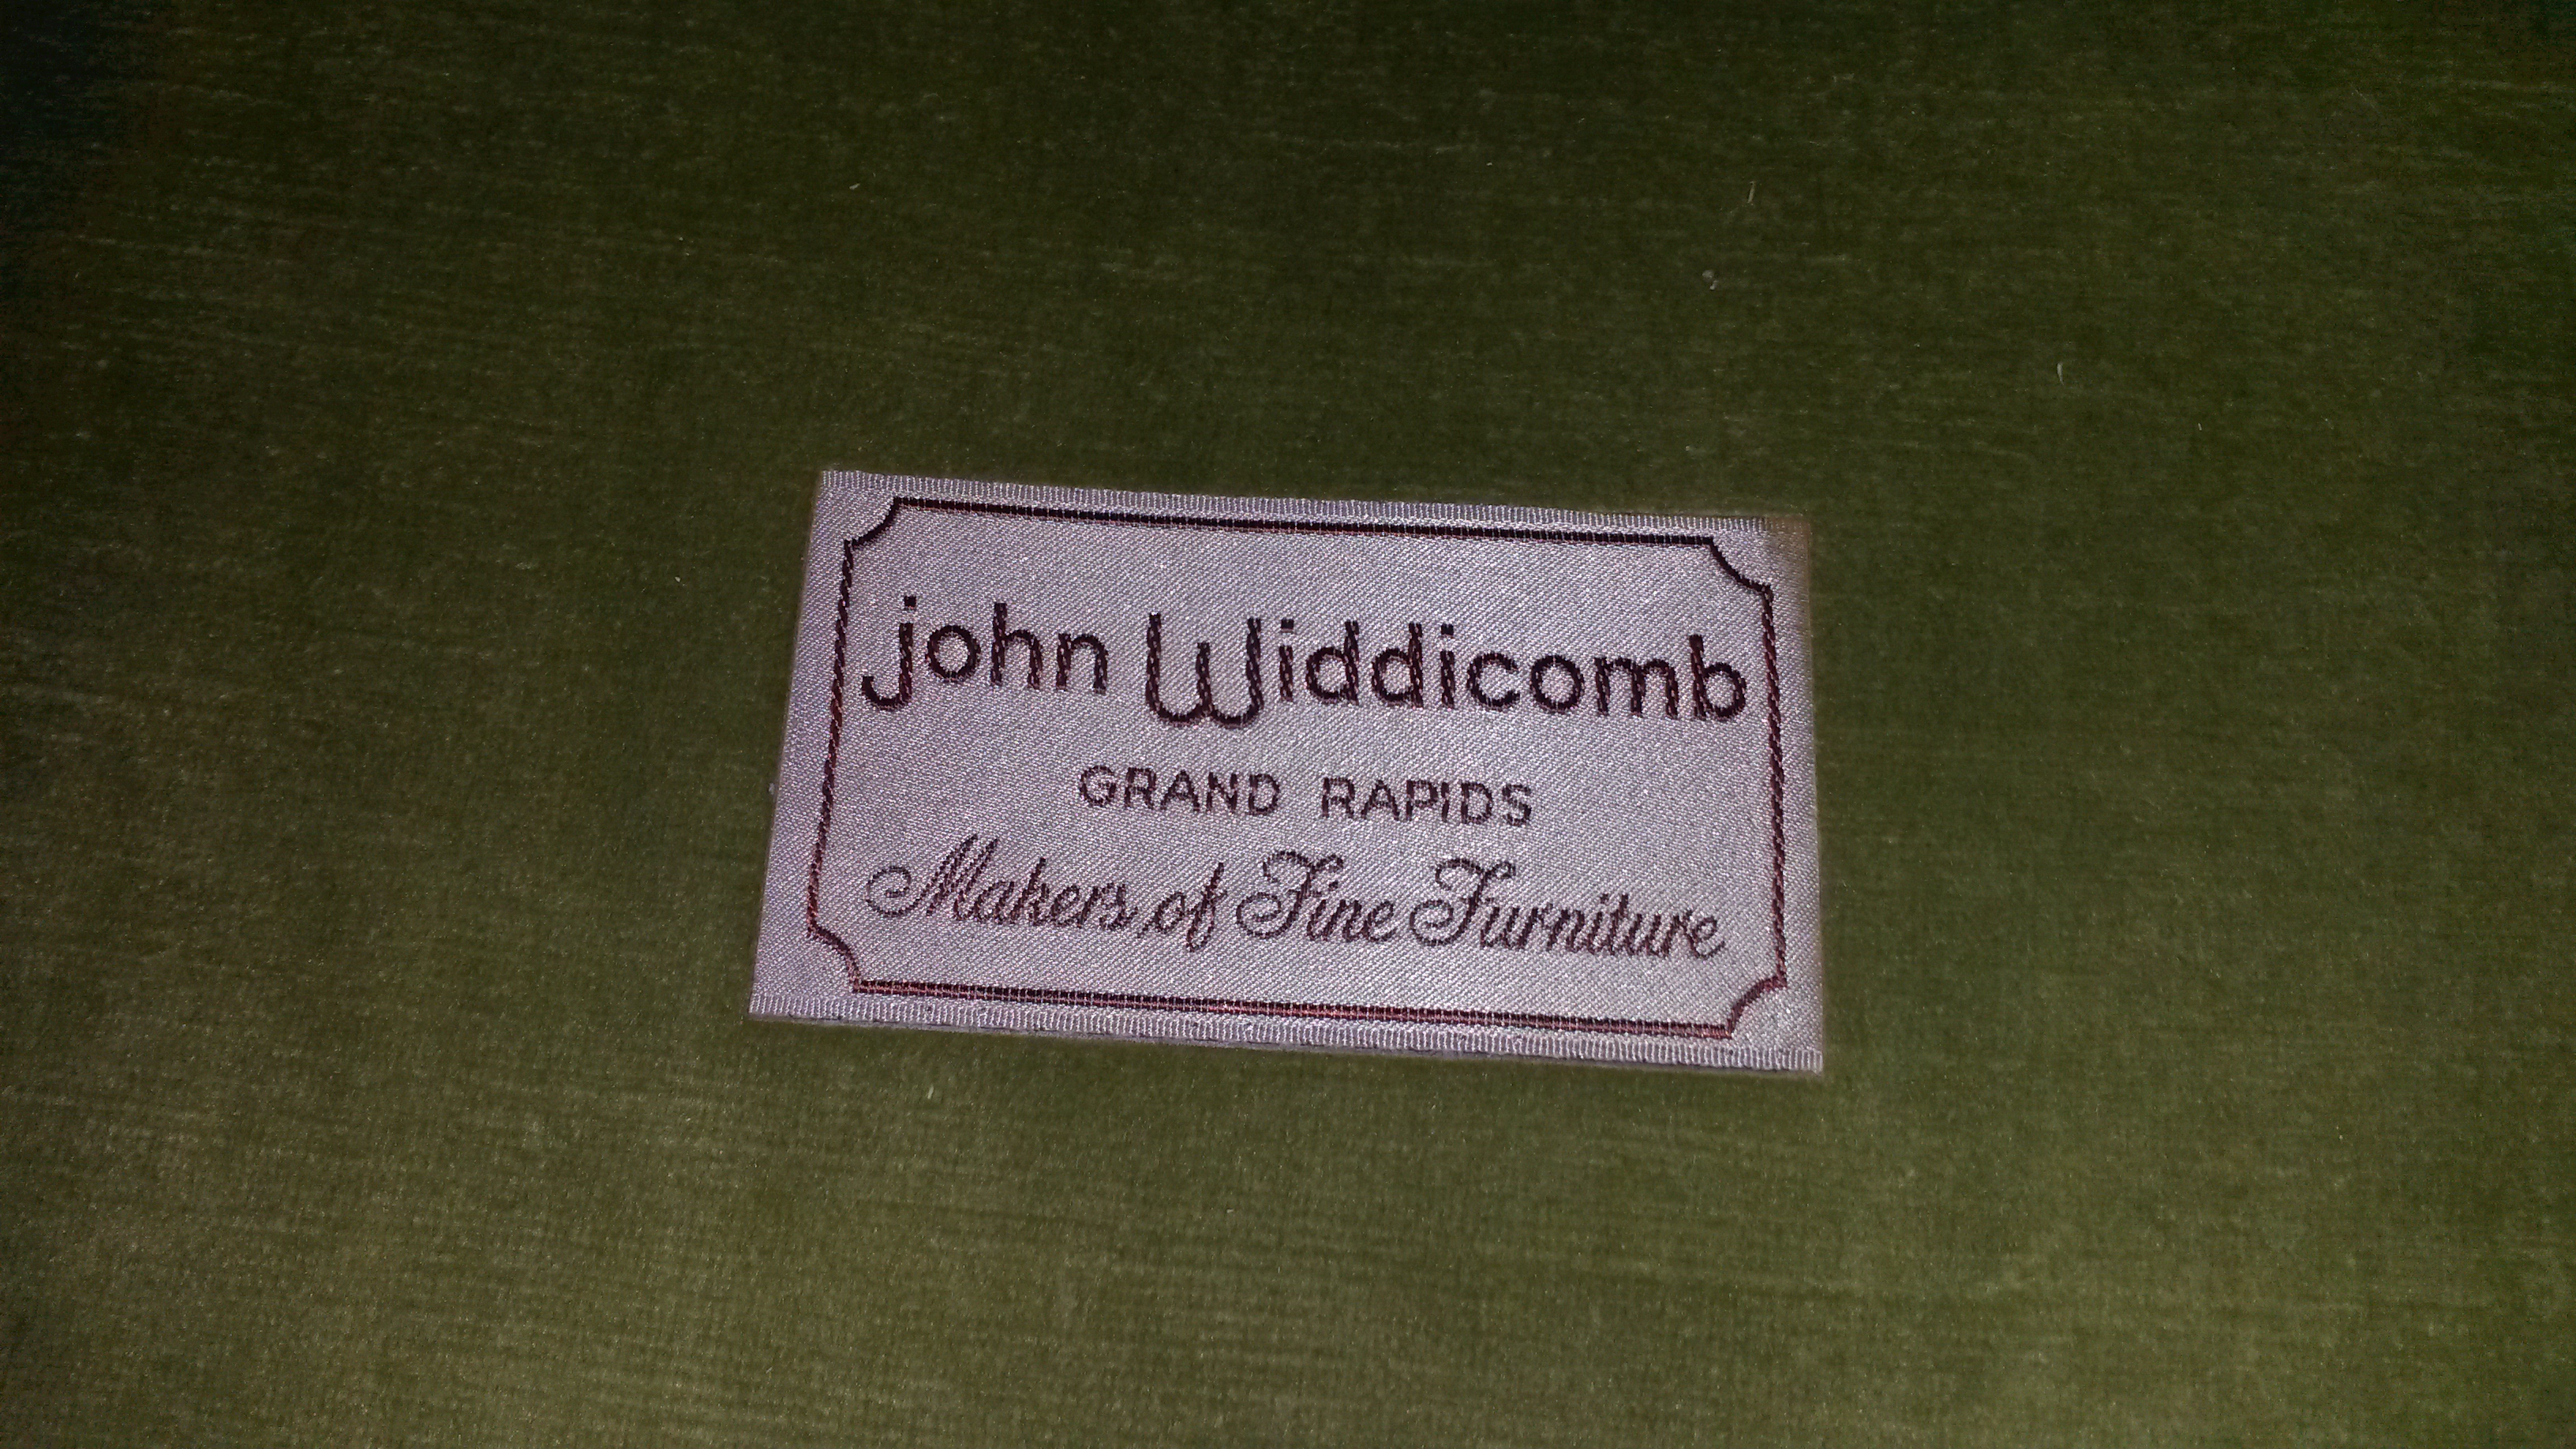 john Widdicomb
GRAND RAPIDS
Makers of Fine Furniture